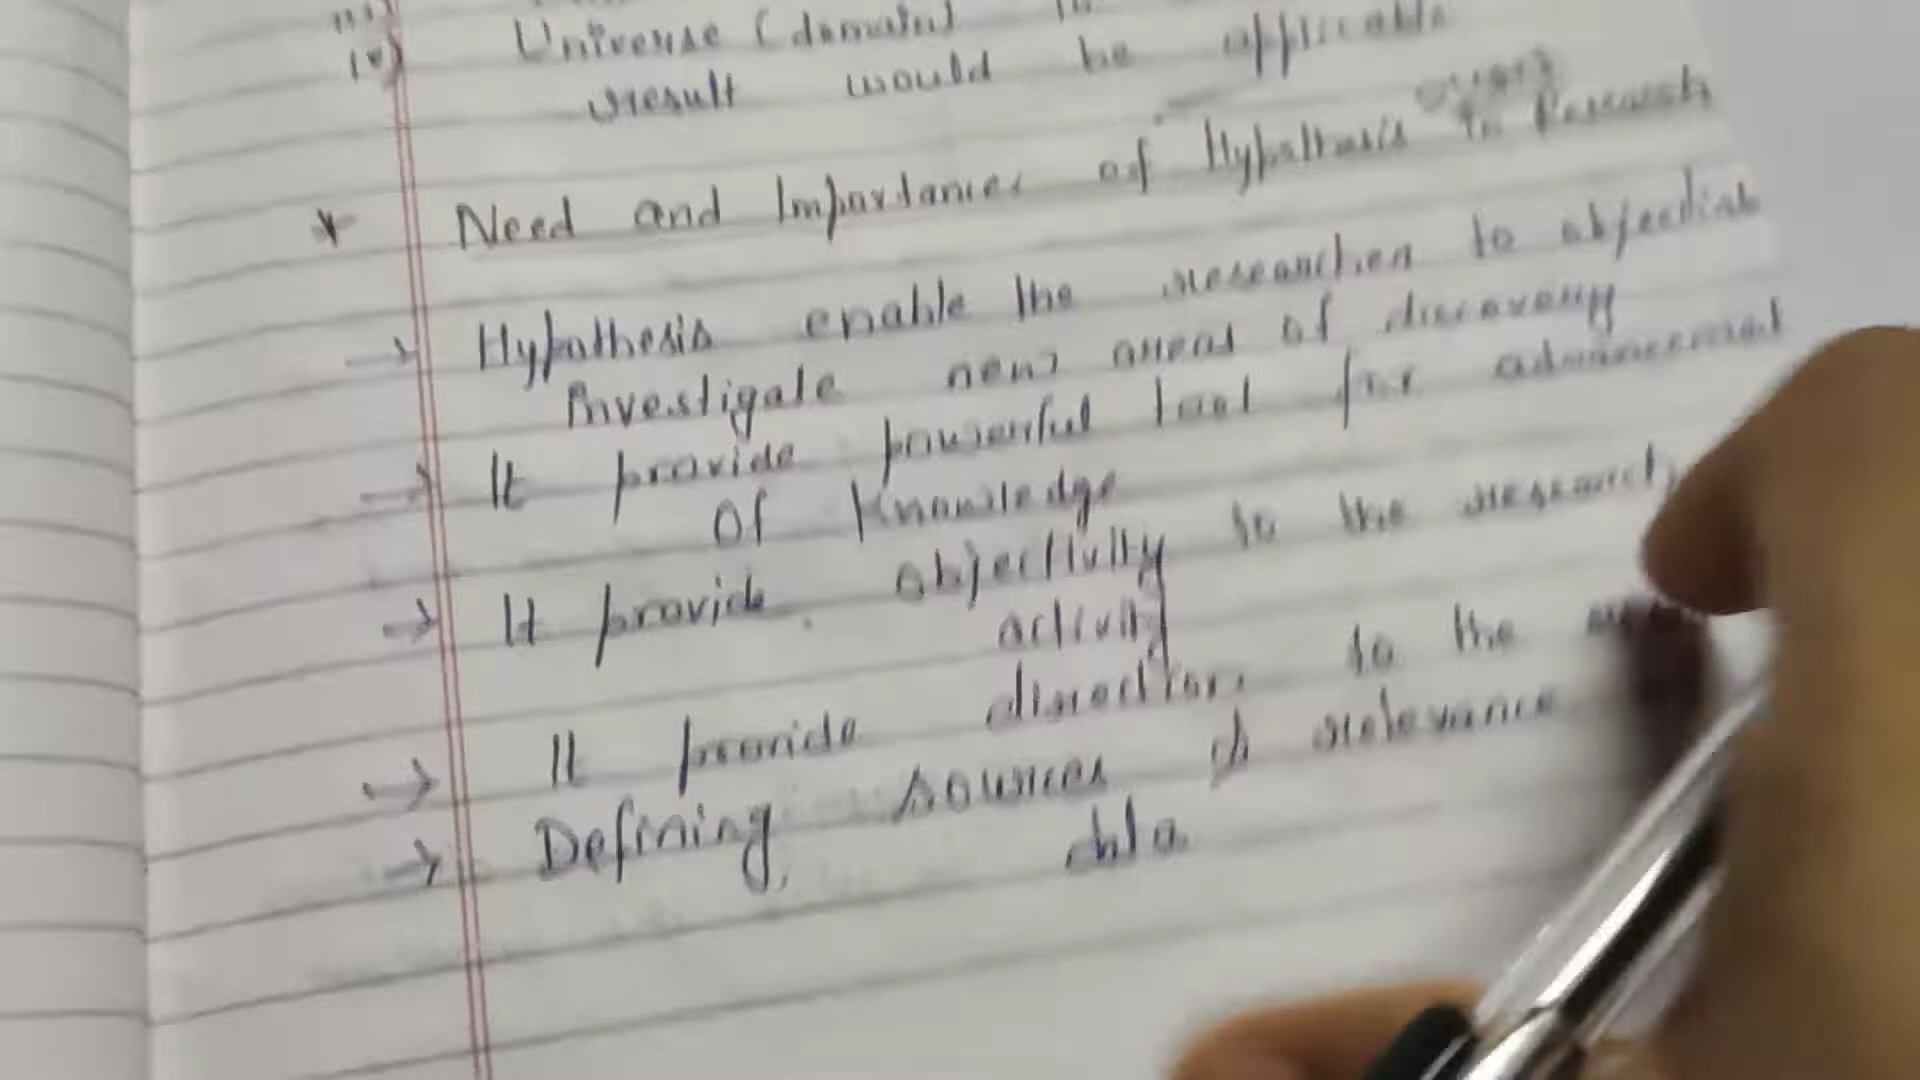 iv) Universe (domain)
result would be applicable
* Need and Importance of Hypothesis in Research
→ Hypothesis enable the researcher to
investigate new areas of discovery
→ It provide powerful tool for advancement
of Knowledge
→ It provide objectivity to the research
activity
→ It provide direction to the
→ Defining sources of relevance
data